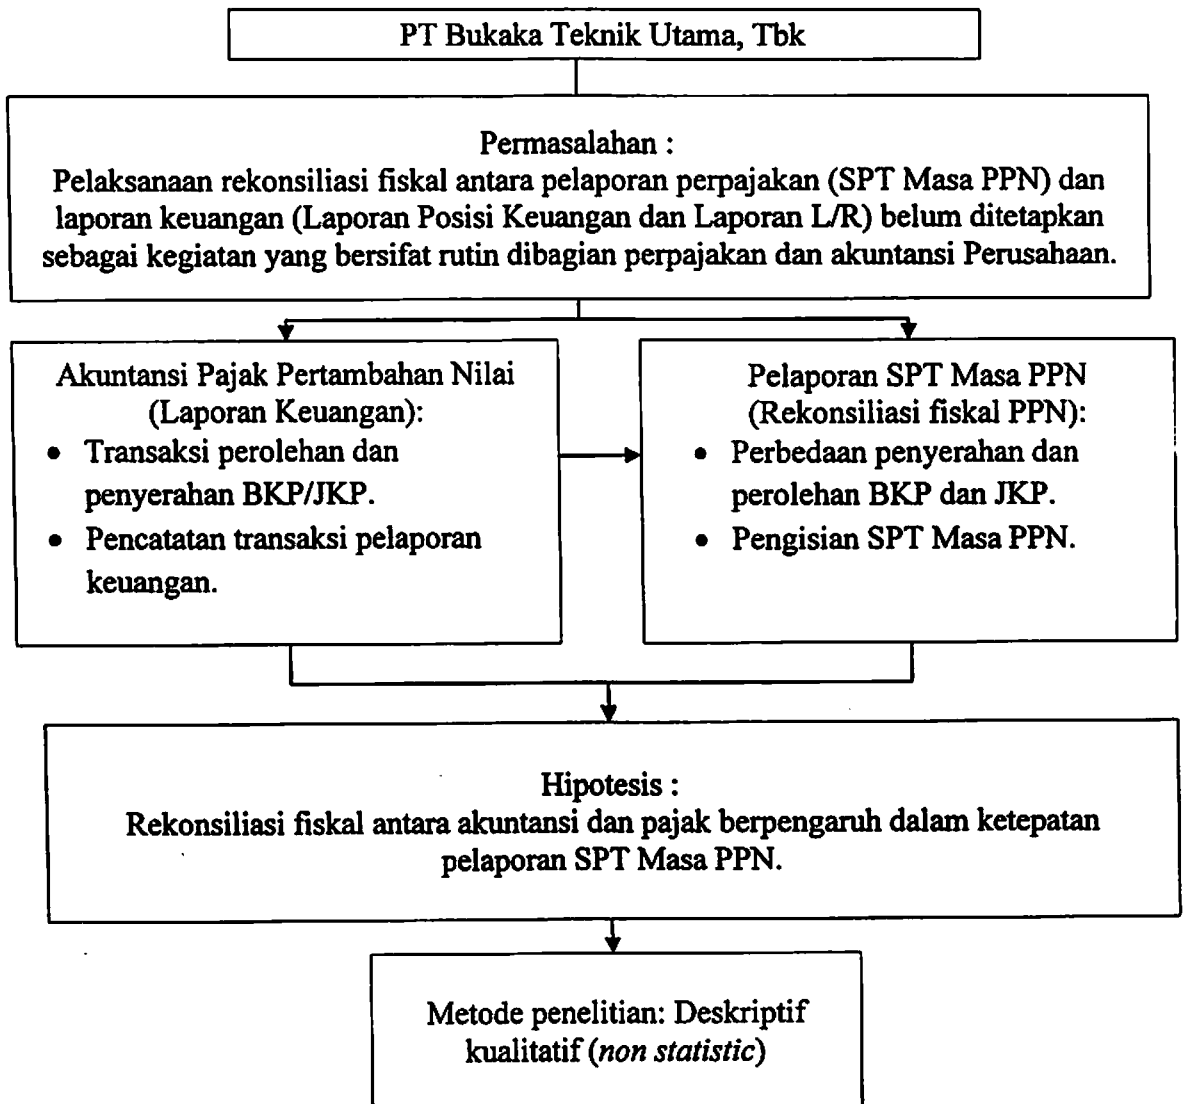 PT Bukaka Teknik Utama, Tbk
Permasalahan :
Pelaksanaan rekonsiliasi fiskal antara pelaporan perpajakan (SPT Masa PPN) dan
laporan keuangan (Laporan Posisi Keuangan dan Laporan L/R) belum ditetapkan
sebagai kegiatan yang bersifat rutin dibagian perpajakan dan akuntansi Perusahaan.
Akuntansi Pajak Pertambahan Nilai
(Laporan Keuangan):
• Transaksi perolehan dan
penyerahan BKP/JKP.
• Pencatatan transaksi pelaporan
keuangan.
Pelaporan SPT Masa PPN
(Rekonsiliasi fiskal PPN):
• Perbedaan penyerahan dan
perolehan BKP dan JKP.
• Pengisian SPT Masa PPN.
Hipotesis :
Rekonsiliasi fiskal antara akuntansi dan pajak berpengaruh dalam ketepatan
pelaporan SPT Masa PPN.
Metode penelitian: Deskriptif
kualitatif (non statistic)